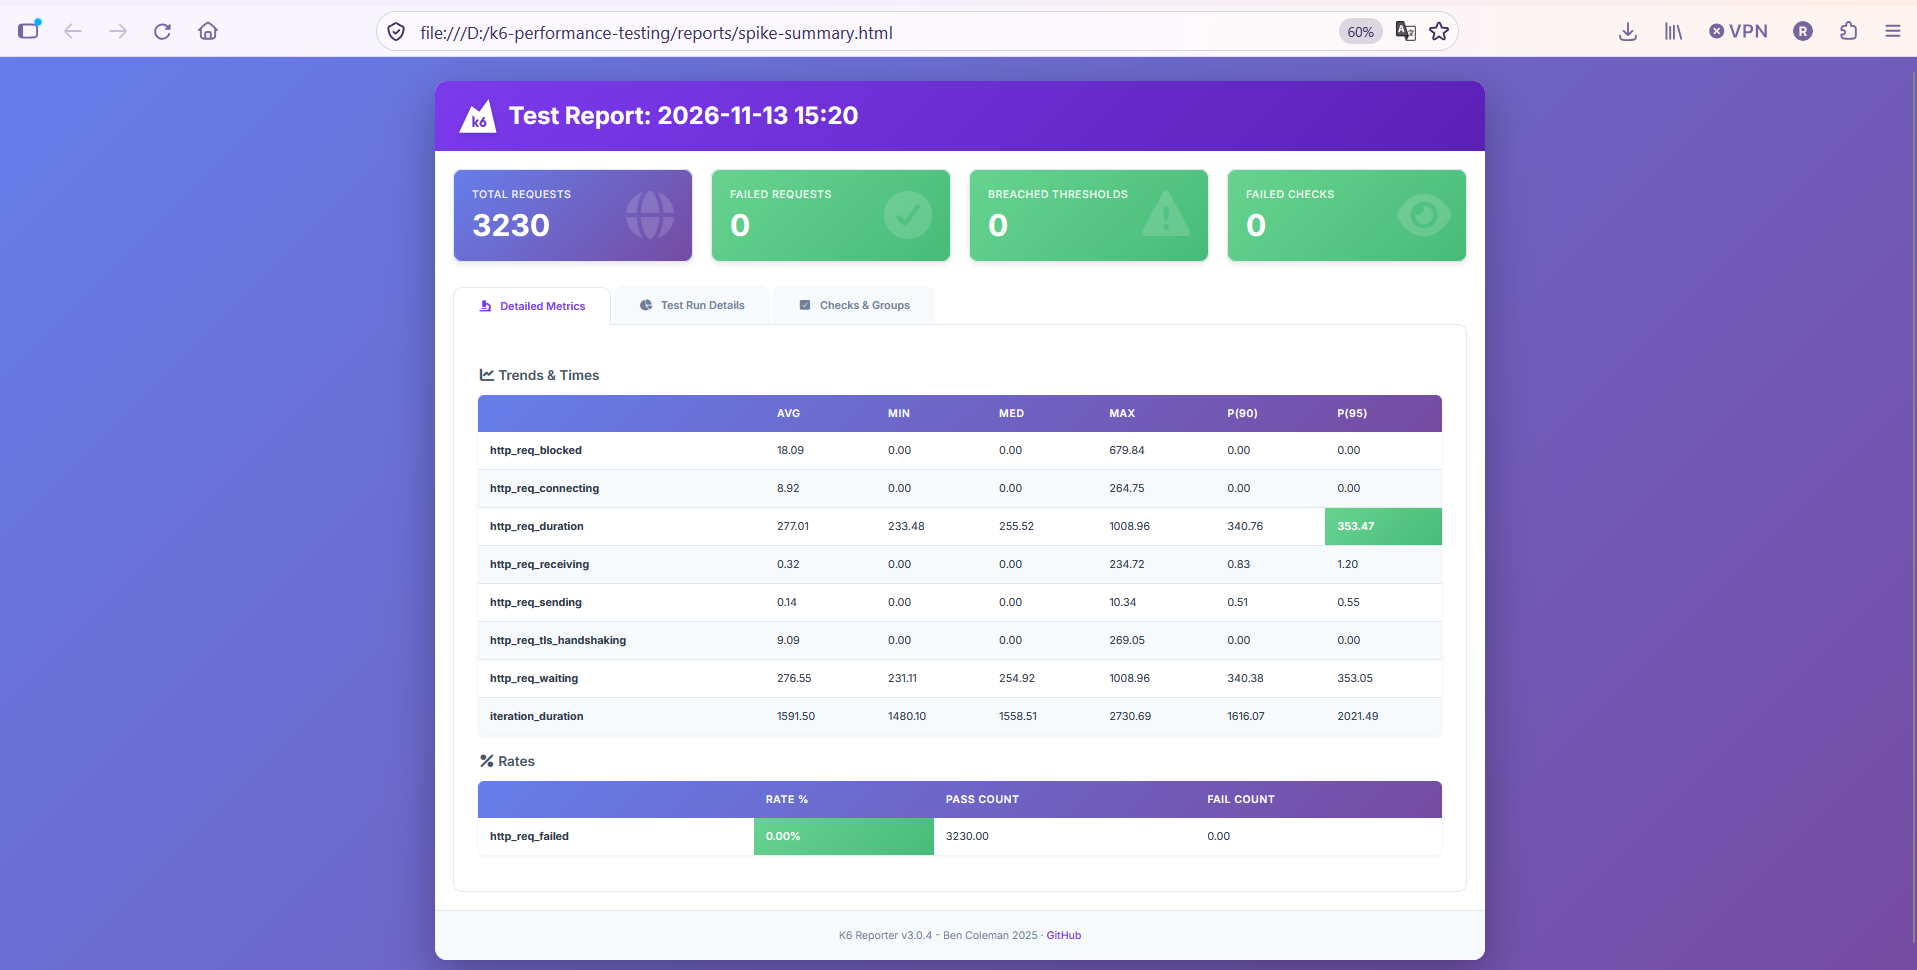 file:///D:/k6-performance-testing/reports/spike-summary.html 60% VPN R
k6 Test Report: 2026-11-13 15:20
TOTAL REQUESTS FAILED REQUESTS BREACHED THRESHOLDS FAILED CHECKS
3230 0 0 0
Detailed Metrics Test Run Details Checks & Groups
Trends & Times
AVG MIN MED MAX P(90) P(95)
http_req_blocked 18.09 0.00 0.00 679.84 0.00 0.00
http_req_connecting 8.92 0.00 0.00 264.75 0.00 0.00
http_req_duration 277.01 233.48 255.52 1008.96 340.76 353.47
http_req_receiving 0.32 0.00 0.00 234.72 0.83 1.20
http_req_sending 0.14 0.00 0.00 10.34 0.51 0.55
http_req_tls_handshaking 9.09 0.00 0.00 269.05 0.00 0.00
http_req_waiting 276.55 231.11 254.92 1008.96 340.38 353.05
iteration_duration 1591.50 1480.10 1558.51 2730.69 1616.07 2021.49
Rates
RATE % PASS COUNT FAIL COUNT
http_req_failed 0.00% 3230.00 0.00
K6 Reporter v3.0.4 - Ben Coleman 2025 · GitHub